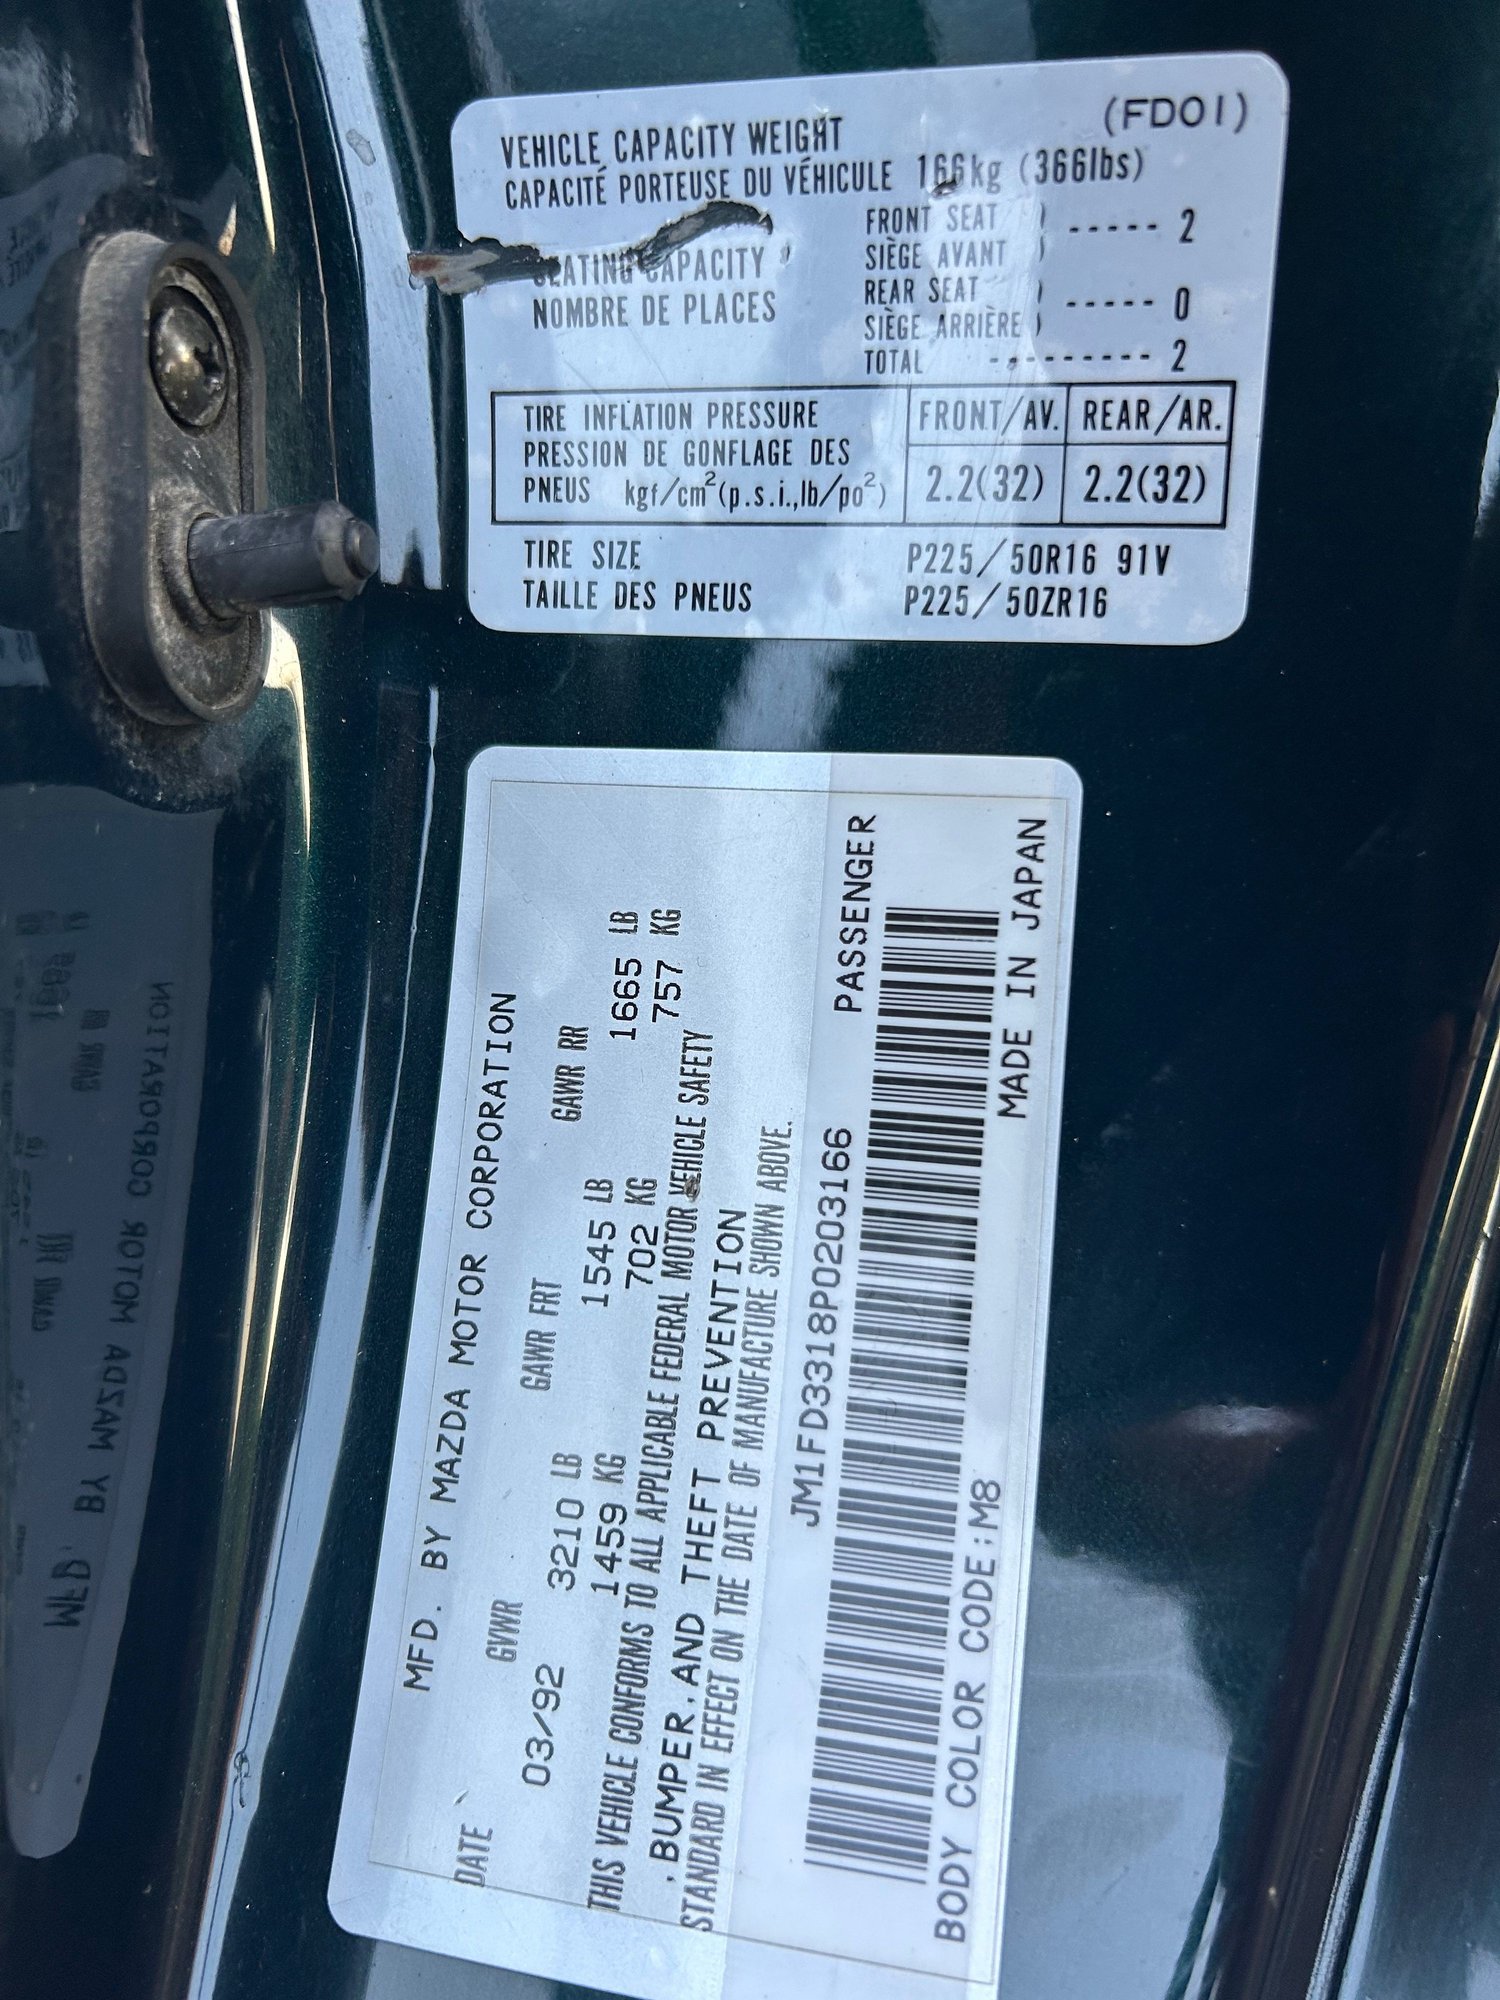 (FD01)
VEHICLE CAPACITY WEIGHT
CAPACITÉ PORTEUSE DU VÉHICULE 166kg (366lbs)
SEATING CAPACITY
NOMBRE DE PLACES
FRONT SEAT
SIÈGE AVANT ----- 2
REAR SEAT
SIÈGE ARRIÈRE ----- 0
TOTAL --------- 2
TIRE INFLATION PRESSURE FRONT/AV. REAR/AR.
PRESSION DE GONFLAGE DES
PNEUS kgf/cm²(p.s.i.,lb/po²) 2.2(32) 2.2(32)
TIRE SIZE P225/50R16 91V
TAILLE DES PNEUS P225/50ZR16
MFD. BY MAZDA MOTOR CORPORATION
DATE GVWR GAWR FRT GAWR RR
03/92 3210 LB 1545 LB 1665 LB
1459 KG 702 KG 757 KG
THIS VEHICLE CONFORMS TO ALL APPLICABLE FEDERAL MOTOR VEHICLE SAFETY
, BUMPER, AND THEFT PREVENTION
STANDARD IN EFFECT ON THE DATE OF MANUFACTURE SHOWN ABOVE.
JM1FD3318P0203166 PASSENGER
BODY COLOR CODE:M8 MADE IN JAPAN